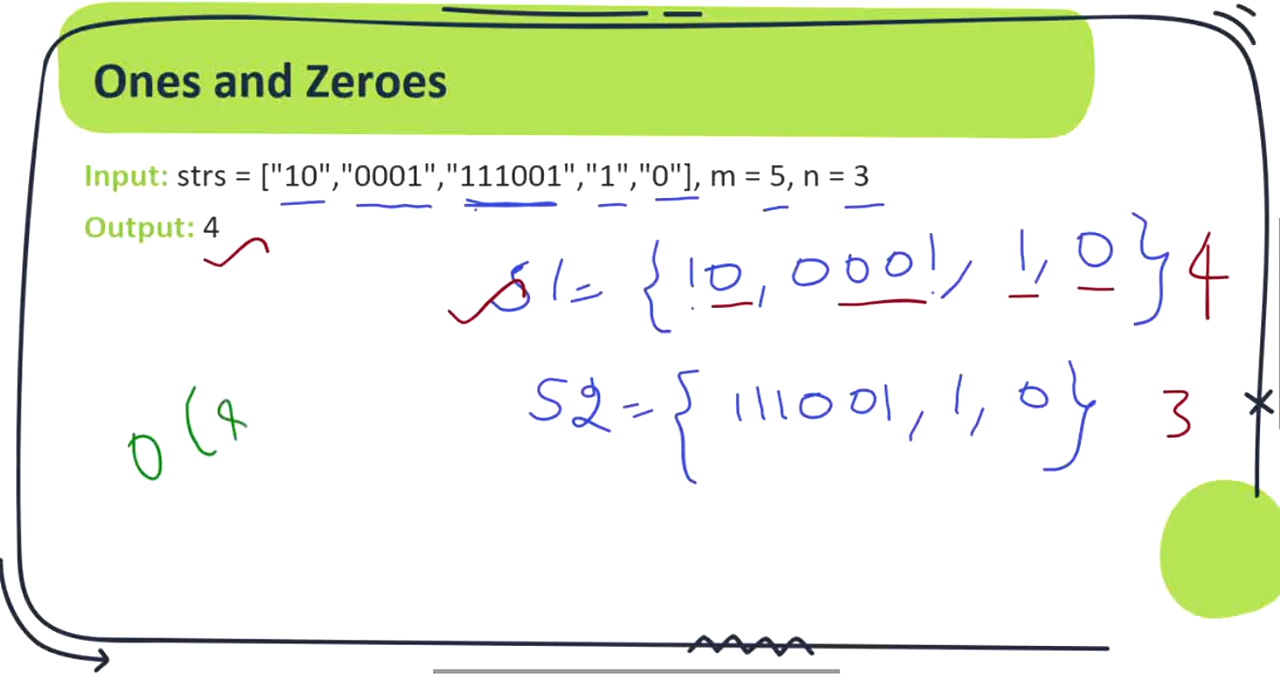 Ones and Zeroes
Input: strs = ["10","0001","111001","1","0"], m = 5, n = 3
Output: 4
S1= {10, 0001, 1, 0} 4
S2= {111001, 1, 0} 3
O(